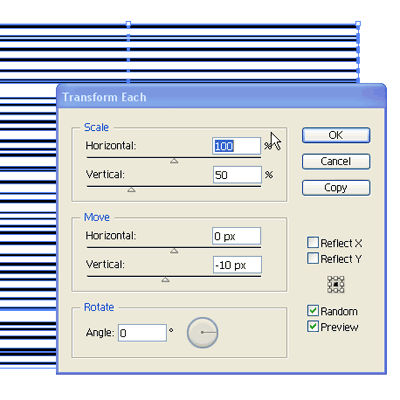 Transform Each
Scale
Horizontal: 100 %
Vertical: 50 %
Move
Horizontal: 0 px
Vertical: -10 px
Rotate
Angle: 0 °
OK
Cancel
Copy
Reflect X
Reflect Y
Random
Preview